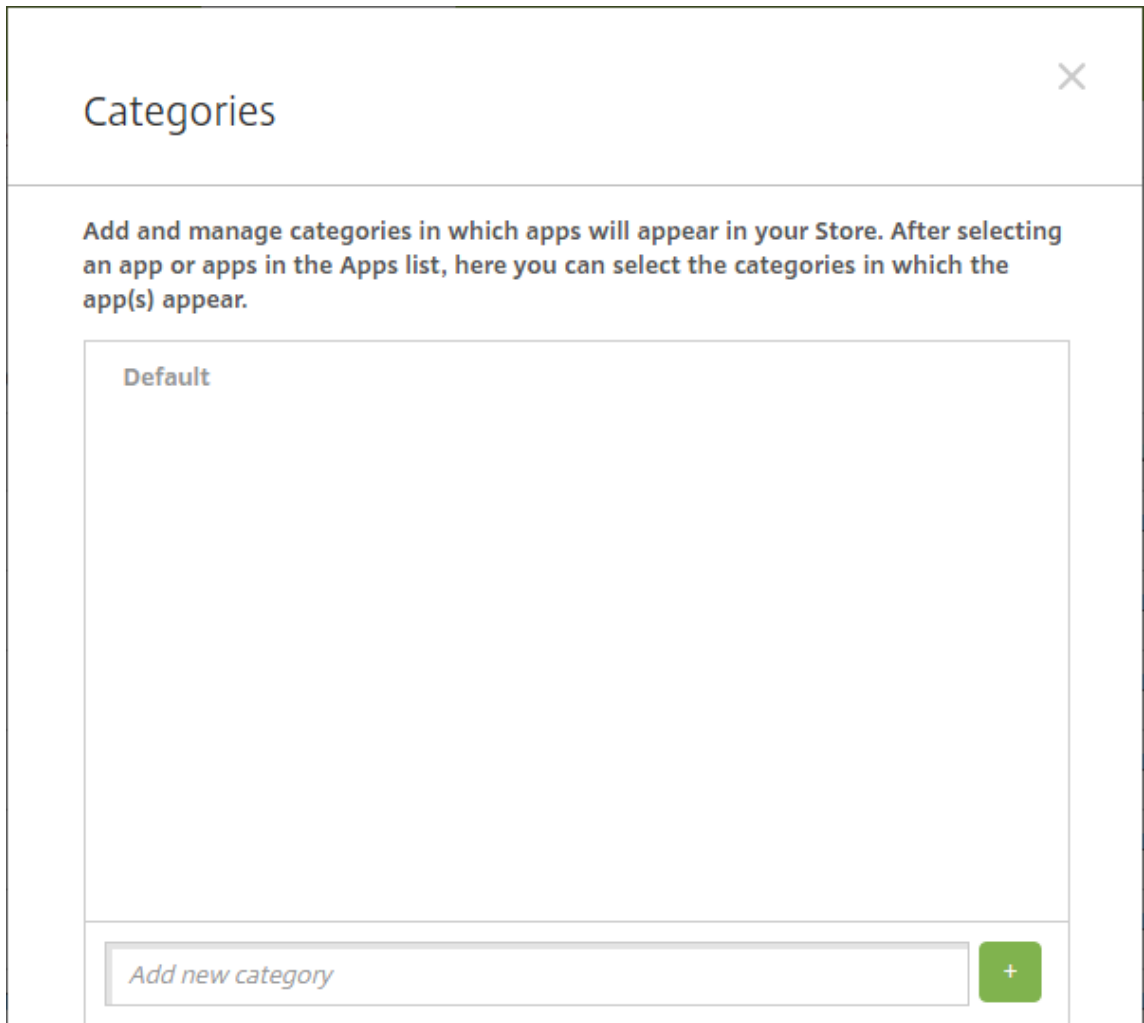 Categories
Add and manage categories in which apps will appear in your Store. After selecting
an app or apps in the Apps list, here you can select the categories in which the
app(s) appear.
Default
Add new category
+